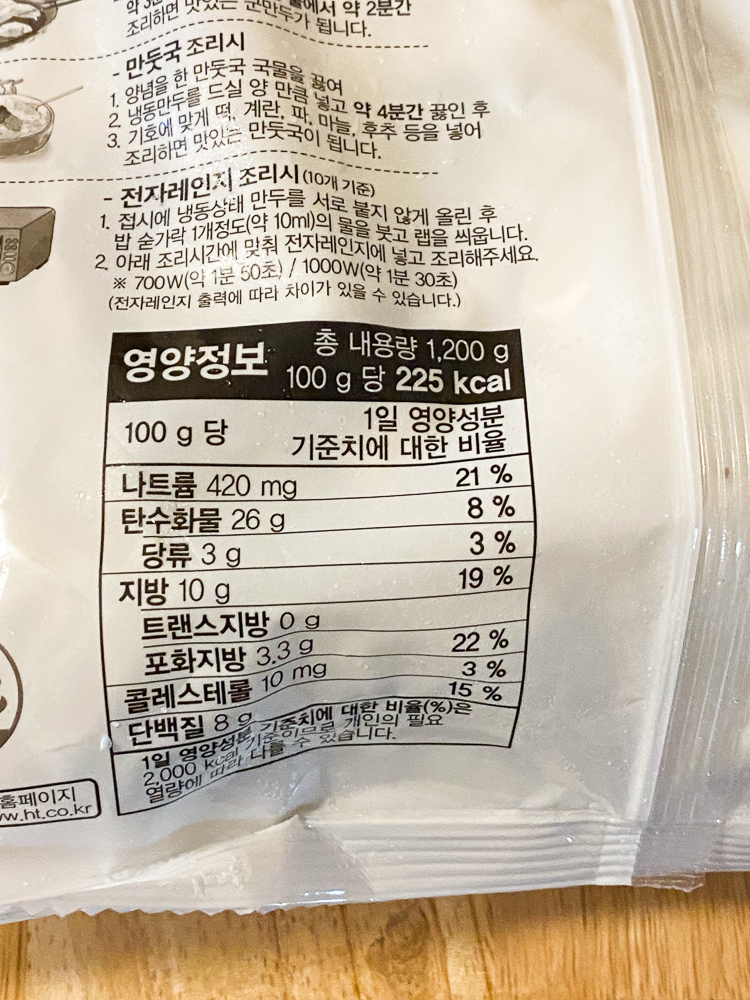 조리하면 맛있는 군만두가 됩니다.
에서 약 2분간
- 만둣국 조리시
1. 양념을 한 만둣국 국물을 끓여
2. 냉동만두를 드실 양 만큼 넣고 약 4분간 끓인 후
3. 기호에 맞게 떡, 계란, 파, 마늘, 후추 등을 넣어
조리하면 맛있는 만둣국이 됩니다.
- 전자레인지 조리시(10개 기준)
1. 접시에 냉동상태 만두를 서로 붙지 않게 올린 후
밥 숟가락 1개정도(약 10ml)의 물을 붓고 랩을 씌웁니다.
2. 아래 조리시간에 맞춰 전자레인지에 넣고 조리해주세요.
※ 700W(약 1분 50초) / 1000W(약 1분 30초)
(전자레인지 출력에 따라 차이가 있을 수 있습니다.)
영양정보
총 내용량 1,200 g
100 g 당 225 kcal
100 g 당
1일 영양성분
기준치에 대한 비율
나트륨 420 mg 21 %
탄수화물 26 g 8 %
당류 3 g 3 %
지방 10 g 19 %
트랜스지방 0 g
포화지방 3.3 g 22 %
콜레스테롤 10 mg 3 %
단백질 8 g 15 %
1일 영양성분 기준치에 대한 비율(%)은
2,000 kcal 기준이므로 개인의 필요
열량에 따라 다를 수 있습니다.
홈페이지
w.ht.co.kr